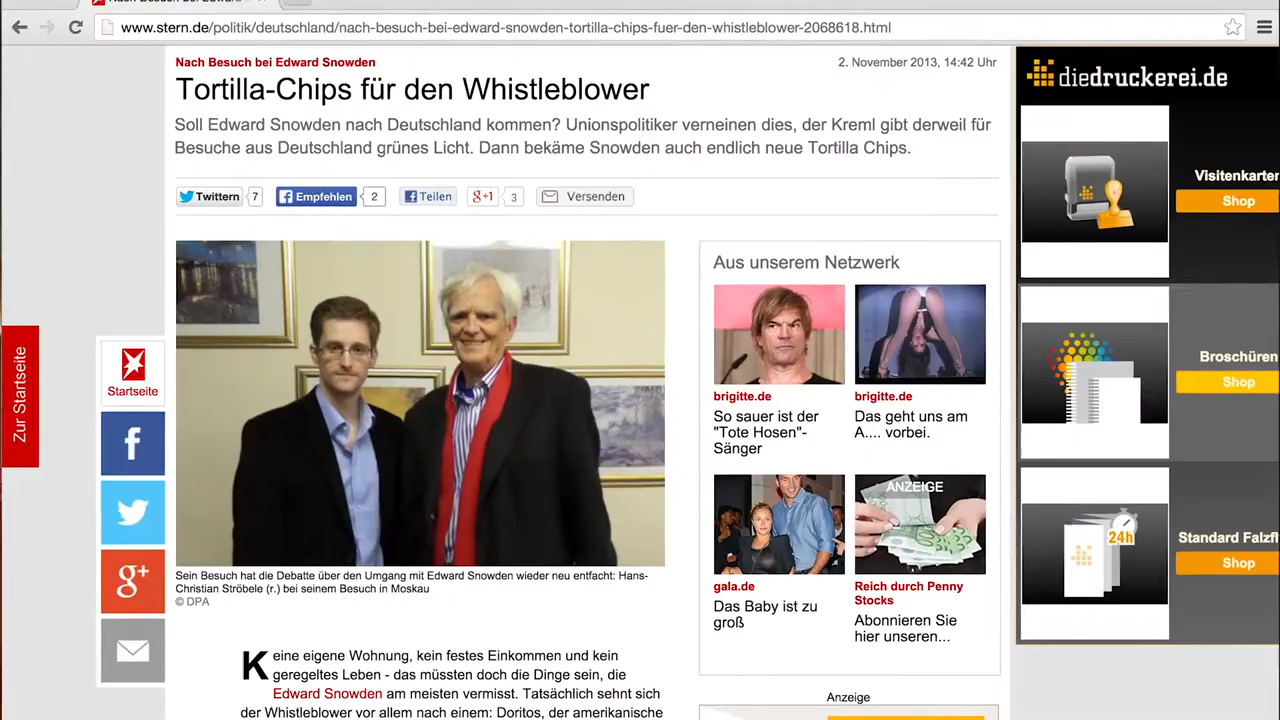 www.stern.de/politik/deutschland/nach-besuch-bei-edward-snowden-tortilla-chips-fuer-den-whistleblower-2068618.html
Nach Besuch bei Edward Snowden
2. November 2013, 14:42 Uhr
Tortilla-Chips für den Whistleblower
Soll Edward Snowden nach Deutschland kommen? Unionspolitiker verneinen dies, der Kreml gibt derweil für
Besuche aus Deutschland grünes Licht. Dann bekäme Snowden auch endlich neue Tortilla Chips.
Twittern 7 Empfehlen 2 Teilen g+1 3 Versenden
Zur Startseite
Startseite
Sein Besuch hat die Debatte über den Umgang mit Edward Snowden wieder neu entfacht: Hans-
Christian Ströbele (r.) bei seinem Besuch in Moskau
© DPA
Keine eigene Wohnung, kein festes Einkommen und kein
geregeltes Leben - das müssten doch die Dinge sein, die
Edward Snowden am meisten vermisst. Tatsächlich sehnt sich
der Whistleblower vor allem nach einem: Doritos, der amerikanische
Aus unserem Netzwerk
brigitte.de
So sauer ist der
"Tote Hosen"-
Sänger
brigitte.de
Das geht uns am
A.... vorbei.
gala.de
Das Baby ist zu
groß
ANZEIGE
Reich durch Penny
Stocks
Abonnieren Sie
hier unseren...
Anzeige
diedruckerei.de
Visitenkarten
Shop
Broschüren
Shop
24h
Standard Falzfl
Shop